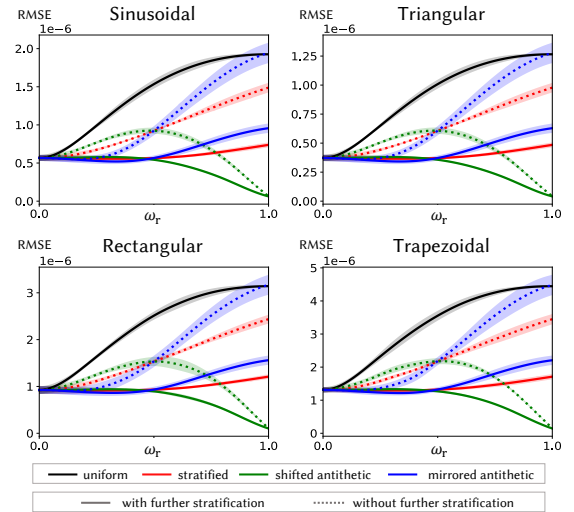 RMSE Sinusoidal
1e−6
2.0
1.5
1.0
0.5
0.0
0.0 ωr 1.0
RMSE Triangular
1e−6
1.25
1.00
0.75
0.50
0.25
0.00
0.0 ωr 1.0
RMSE Rectangular
1e−6
3
2
1
0
0.0 ωr 1.0
RMSE Trapezoidal
1e−6
5
4
3
2
1
0
0.0 ωr 1.0
uniform stratified shifted antithetic mirrored antithetic
with further stratification without further stratification